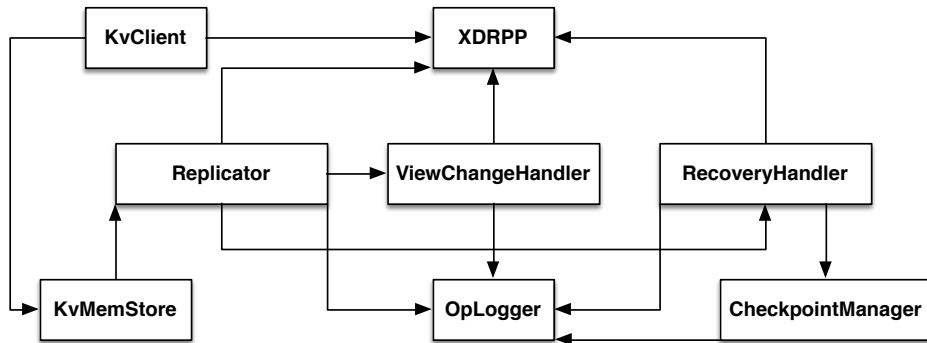 KvClient
XDRPP
Replicator
ViewChangeHandler
RecoveryHandler
KvMemStore
OpLogger
CheckpointManager